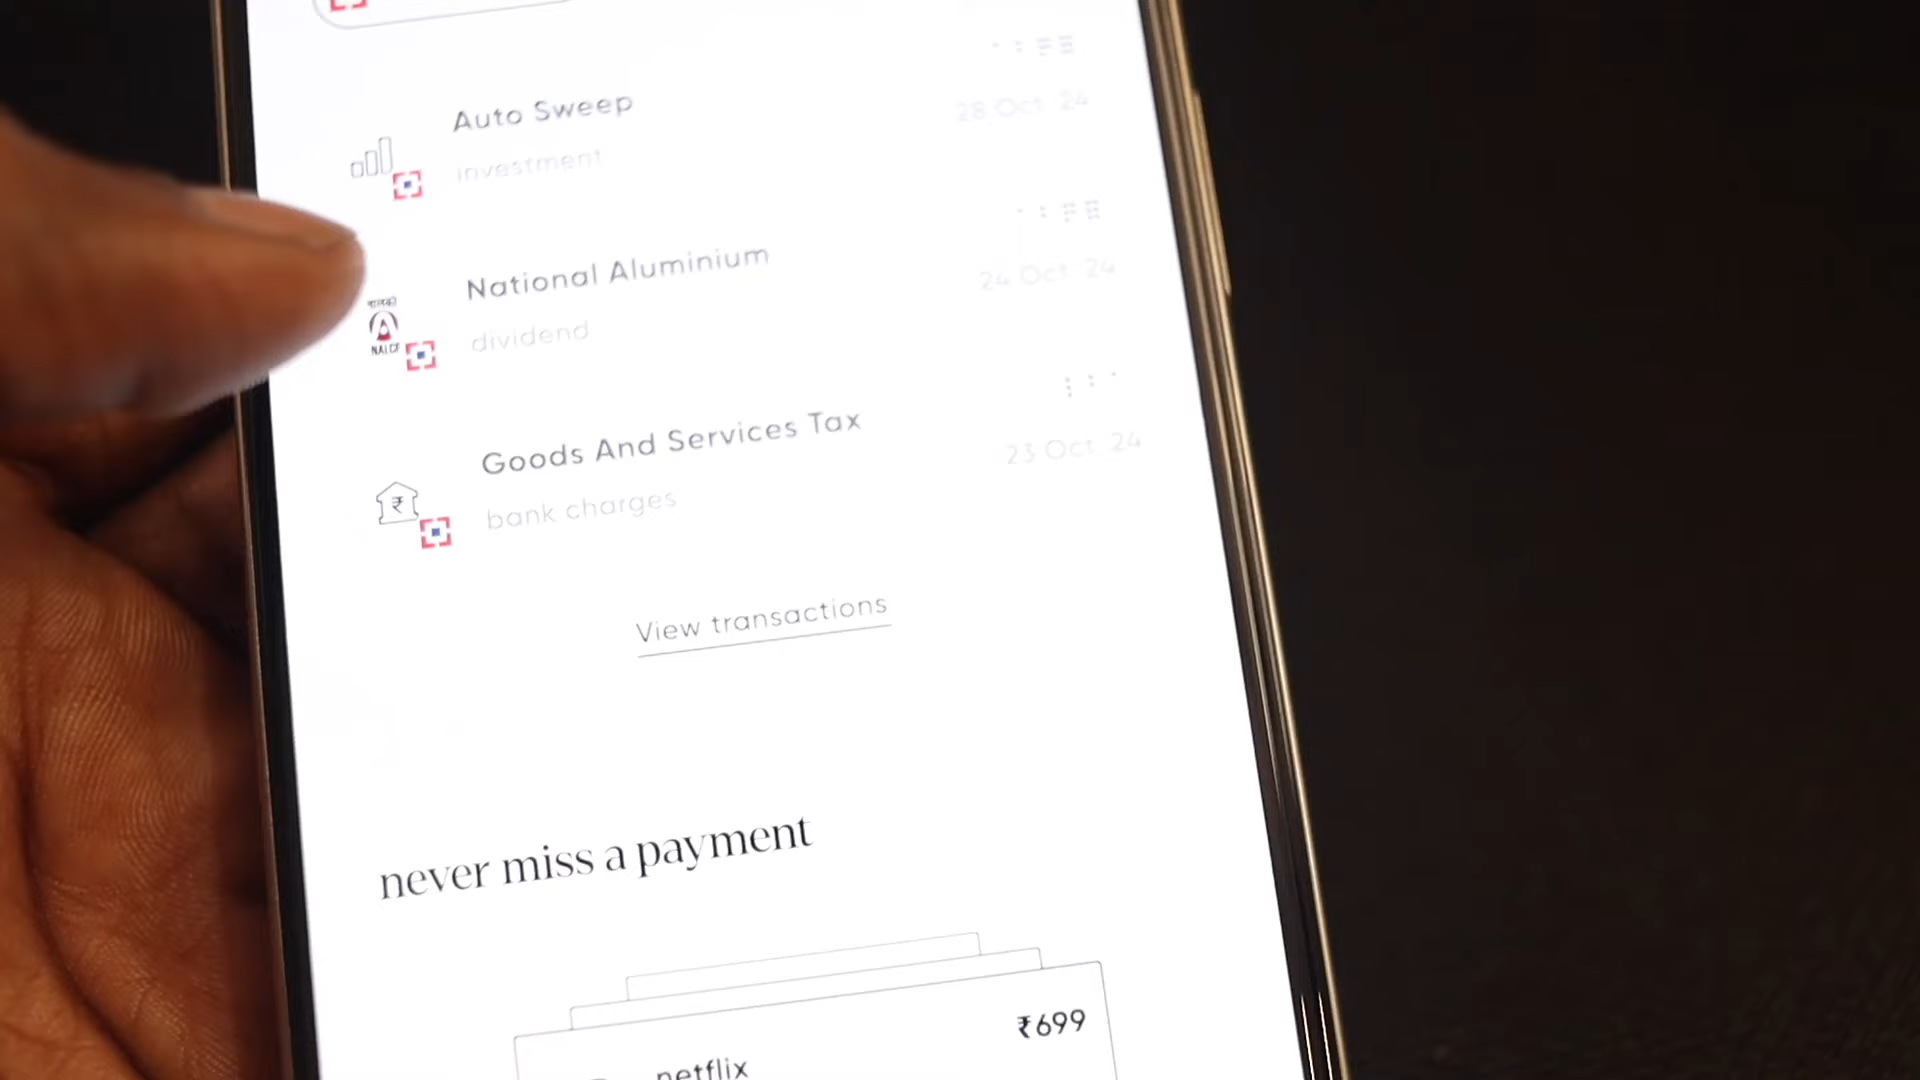 Auto Sweep
28 Oct 24
investment
National Aluminium
24 Oct 24
dividend
नालको
Goods And Services Tax
23 Oct 24
bank charges
₹
View transactions
never miss a payment
₹699
netflix